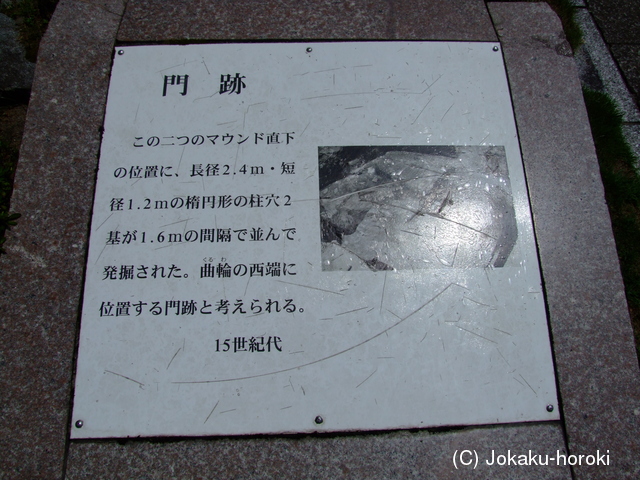 門跡
この二つのマウンド直下
の位置に、長径2.4m・短
径1.2mの楕円形の柱穴2
基が1.6mの間隔で並んで
発掘された。曲輪の西端に
くるわ
位置する門跡と考えられる。
15世紀代
(C) Jokaku-horoki